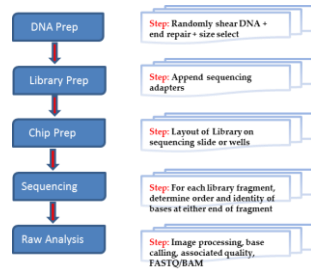 DNA Prep
Step: Randomly shear DNA +
end repair + size select
Library Prep
Step: Append sequencing
adapters
Chip Prep
Step: Layout of Library on
sequencing slide or wells
Sequencing
Step: For each library fragment,
determine order and identity of
bases at either end of fragment
Raw Analysis
Step: Image processing, base
calling, associated quality,
FASTQ/BAM